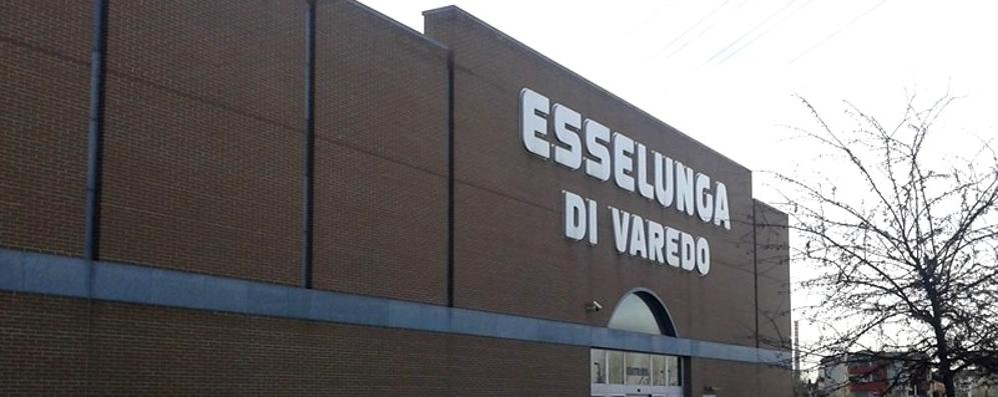 ESSELUNGA
DI VAREDO